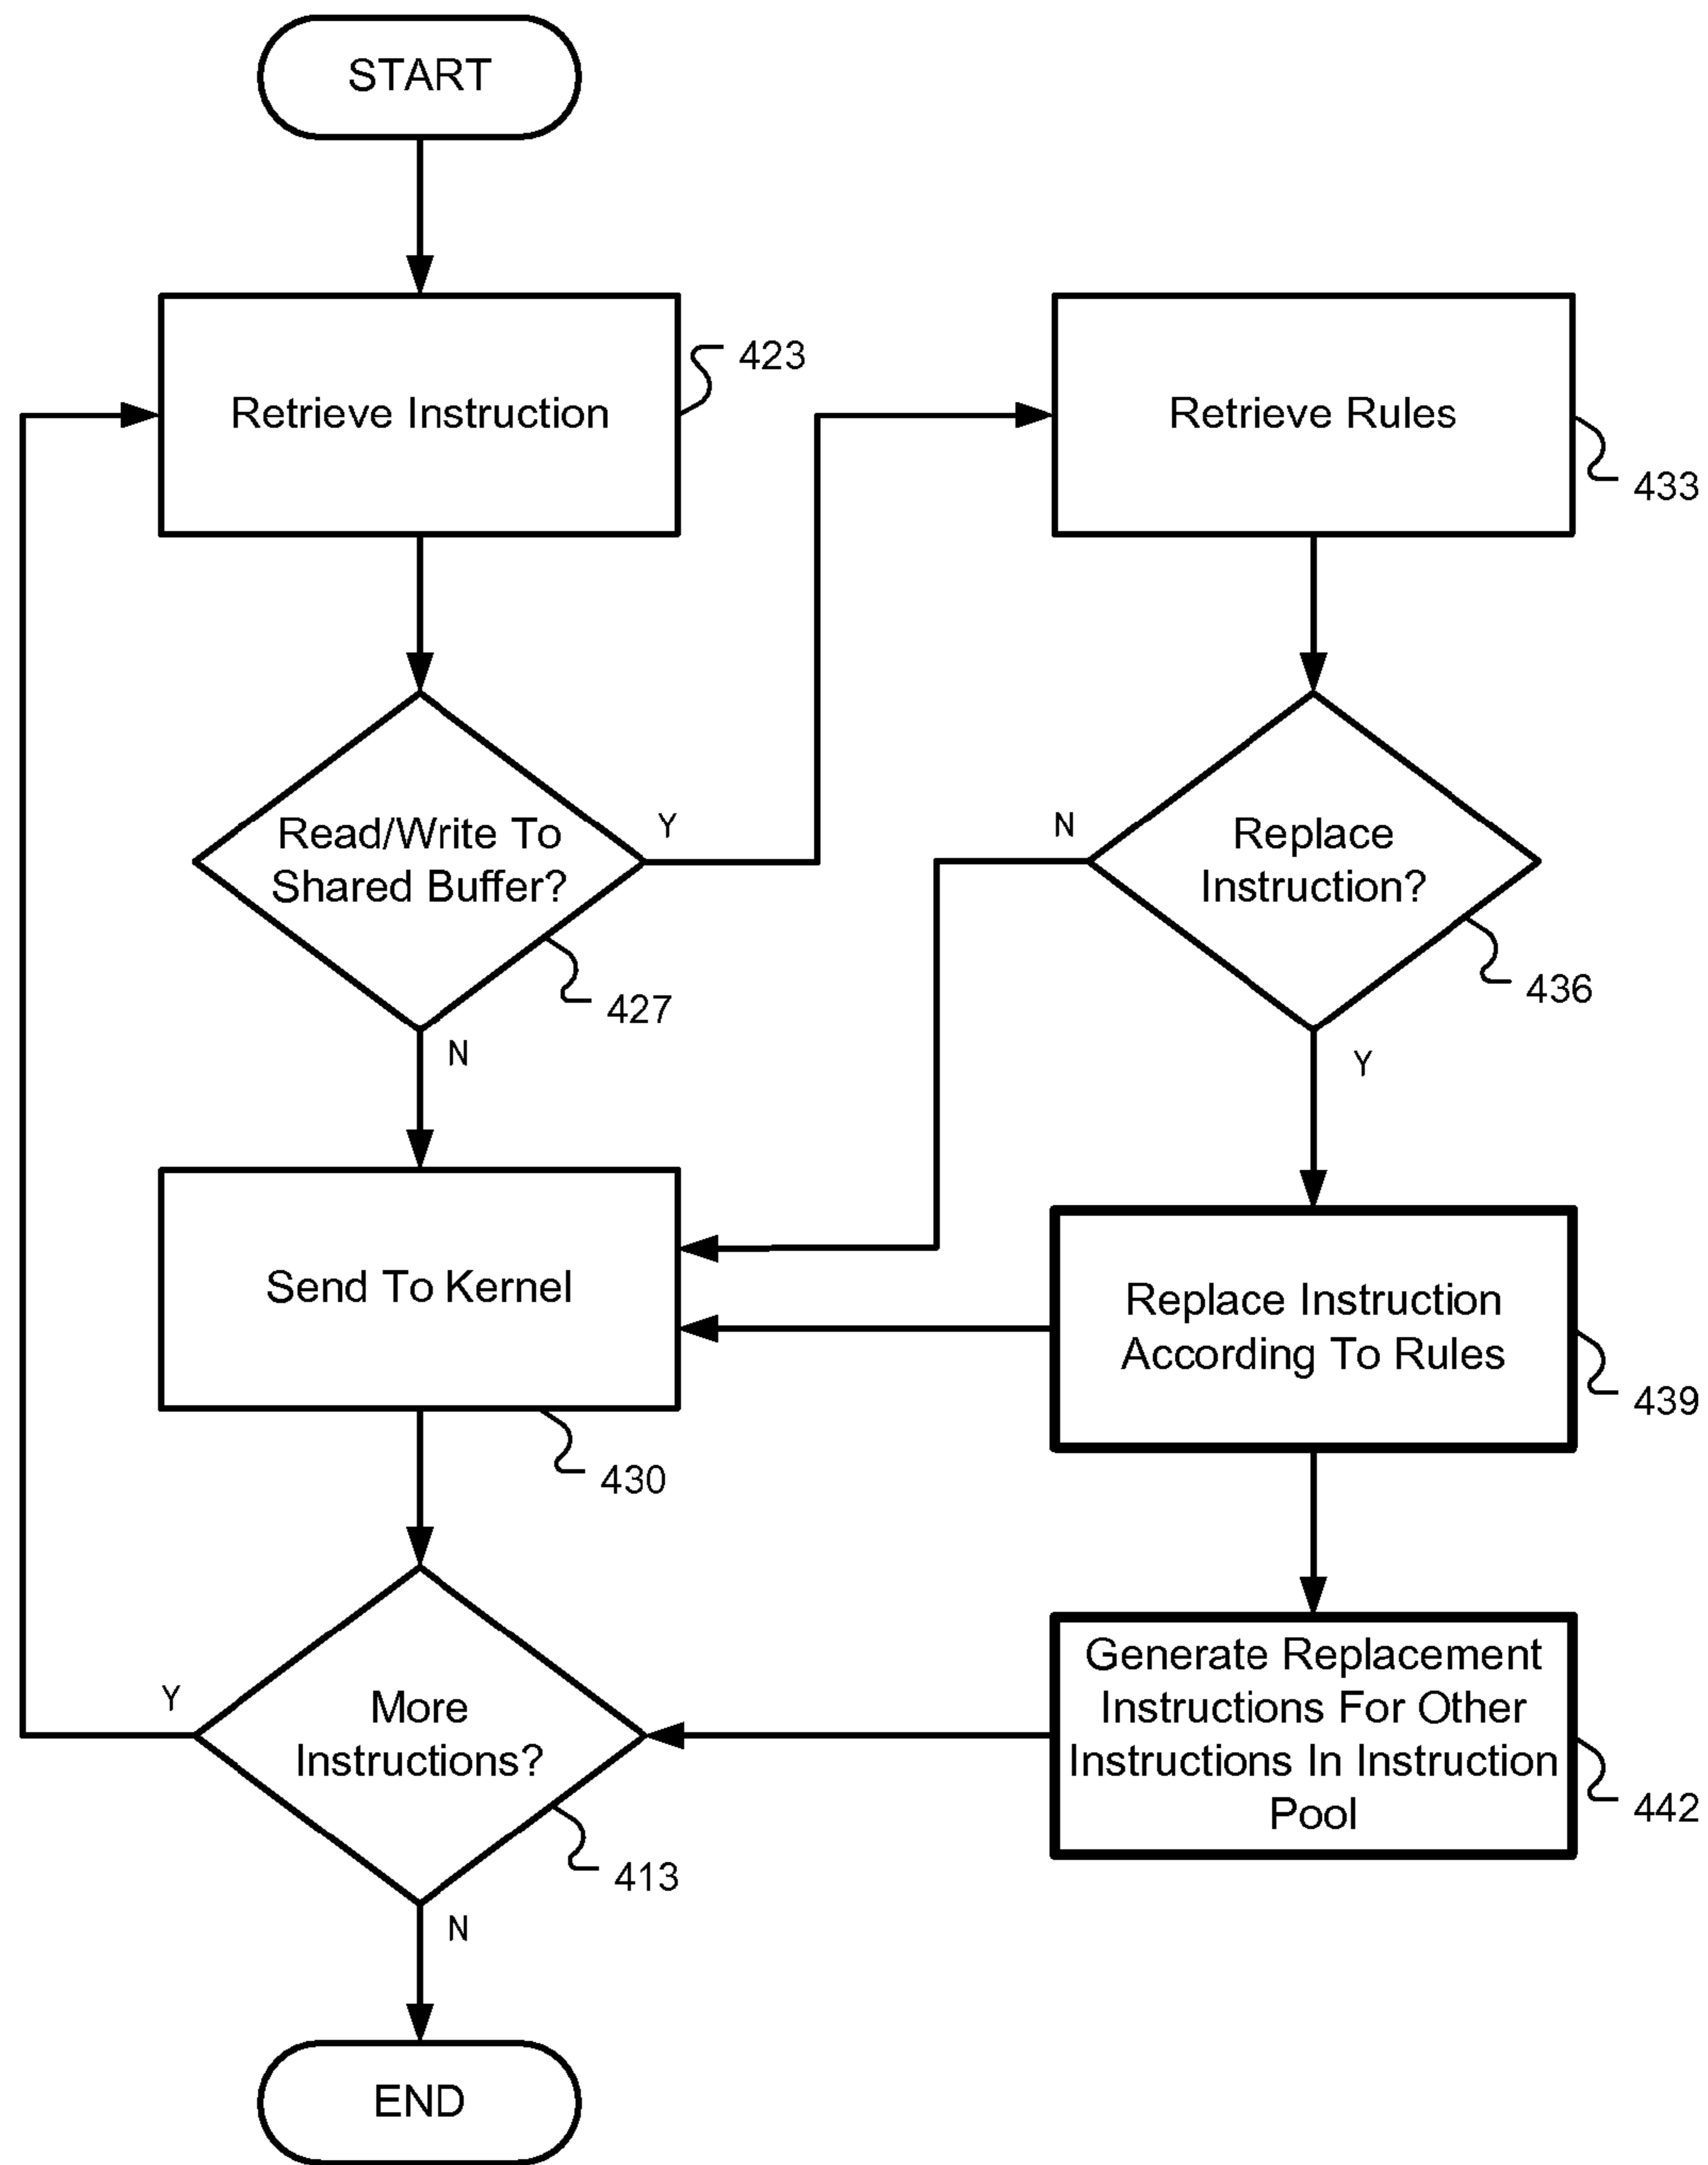 START
Retrieve Instruction
423
Retrieve Rules
433
Read/Write To
Shared Buffer?
Y
427
N
Replace
Instruction?
N
436
Y
Send To Kernel
430
Replace Instruction
According To Rules
439
More
Instructions?
Y
413
N
Generate Replacement
Instructions For Other
Instructions In Instruction
Pool
442
END